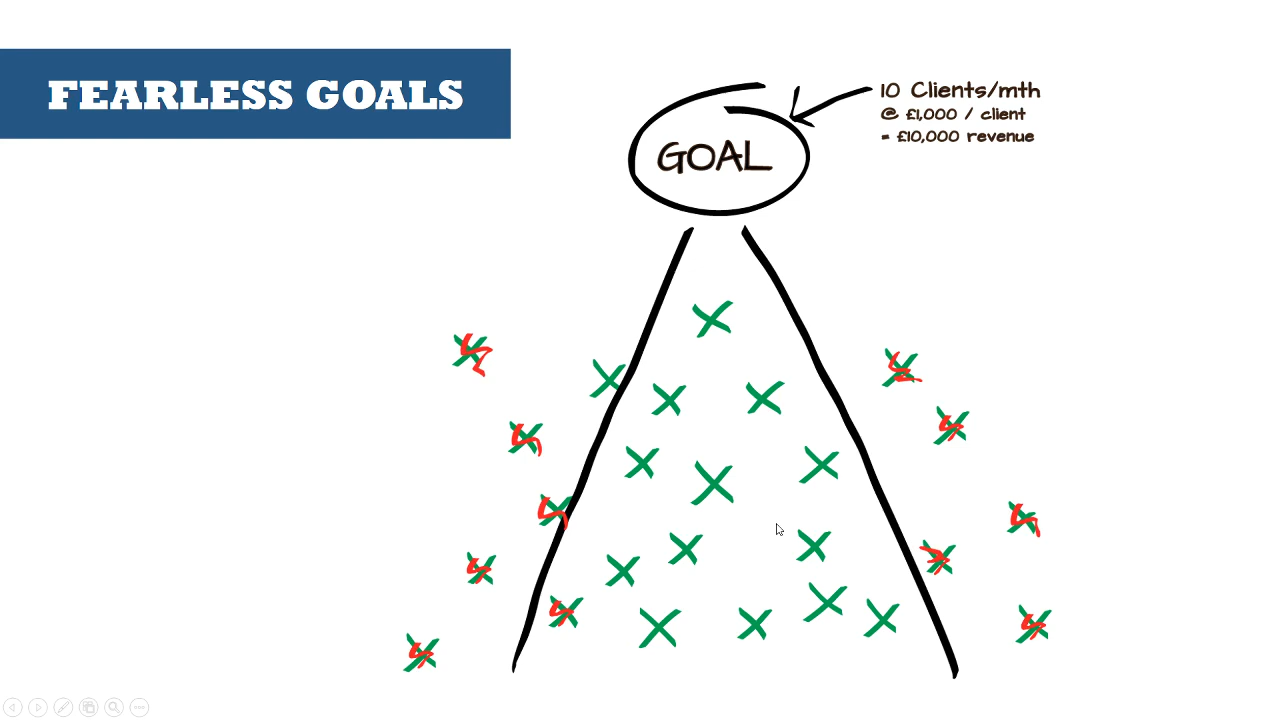 FEARLESS GOALS
10 Clients/mth
@ £1,000 / client
= £10,000 revenue
GOAL